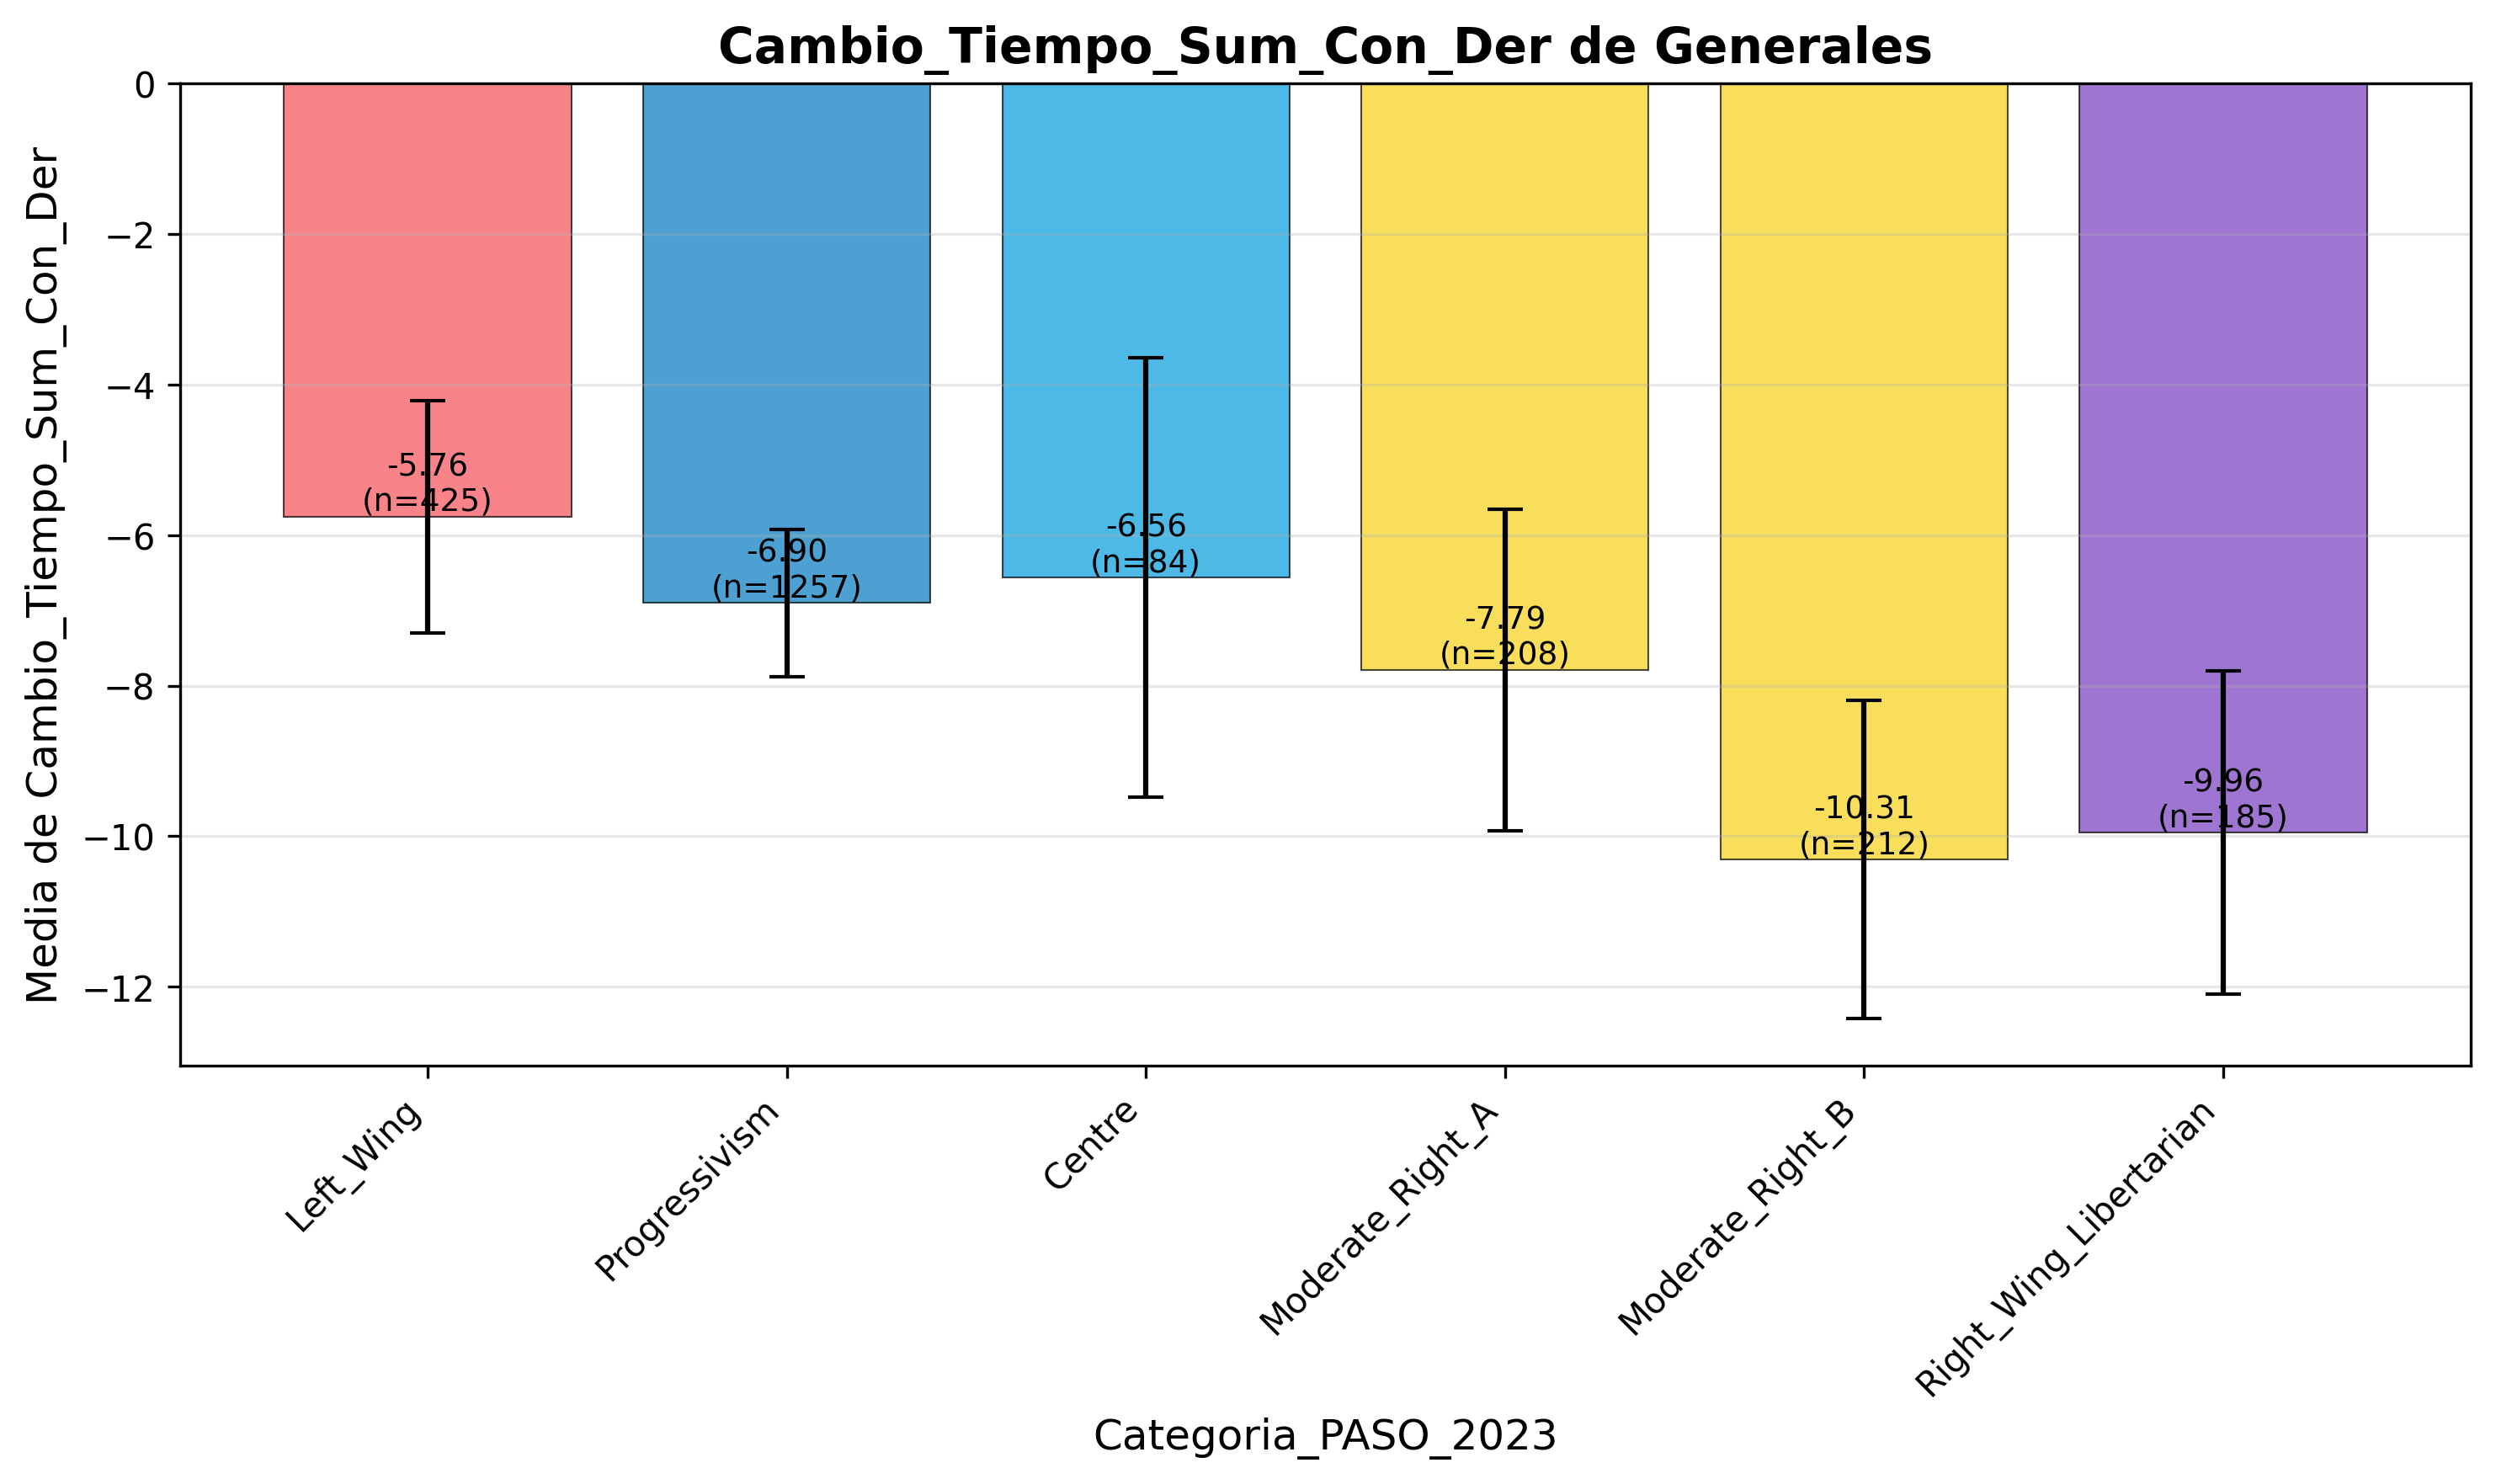 Cambio_Tiempo_Sum_Con_Der de Generales
Media de Cambio_Tiempo_Sum_Con_Der
0
−2
−4
−6
−8
−10
−12
-5.76
(n=425)
-6.90
(n=1257)
-6.56
(n=84)
-7.79
(n=208)
-10.31
(n=212)
-9.96
(n=185)
Left_Wing
Progressivism
Centre
Moderate_Right_A
Moderate_Right_B
Right_Wing_Libertarian
Categoria_PASO_2023